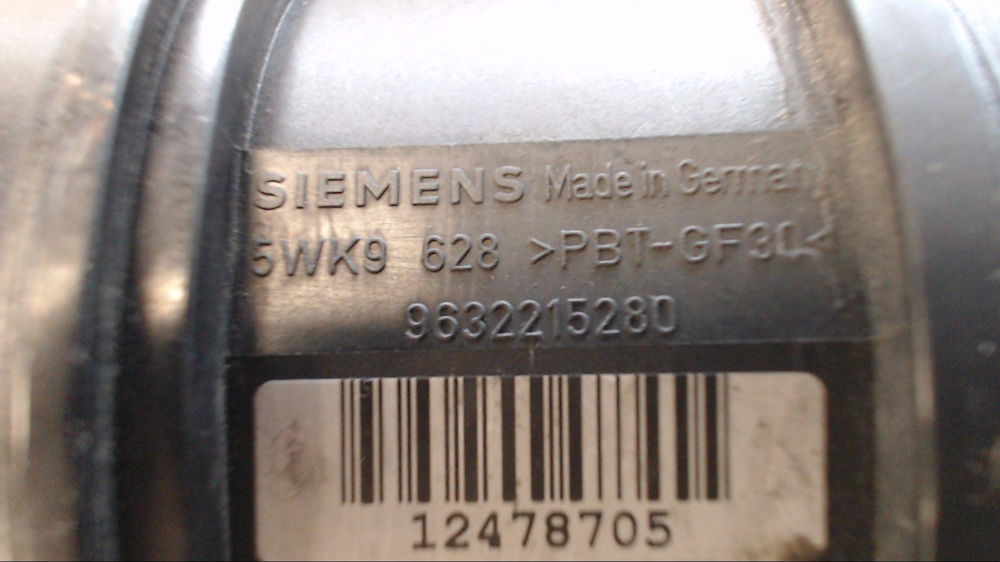 SIEMENS Made in Germany
5WK9 628 >PBT-GF30<
9632215280
12478705